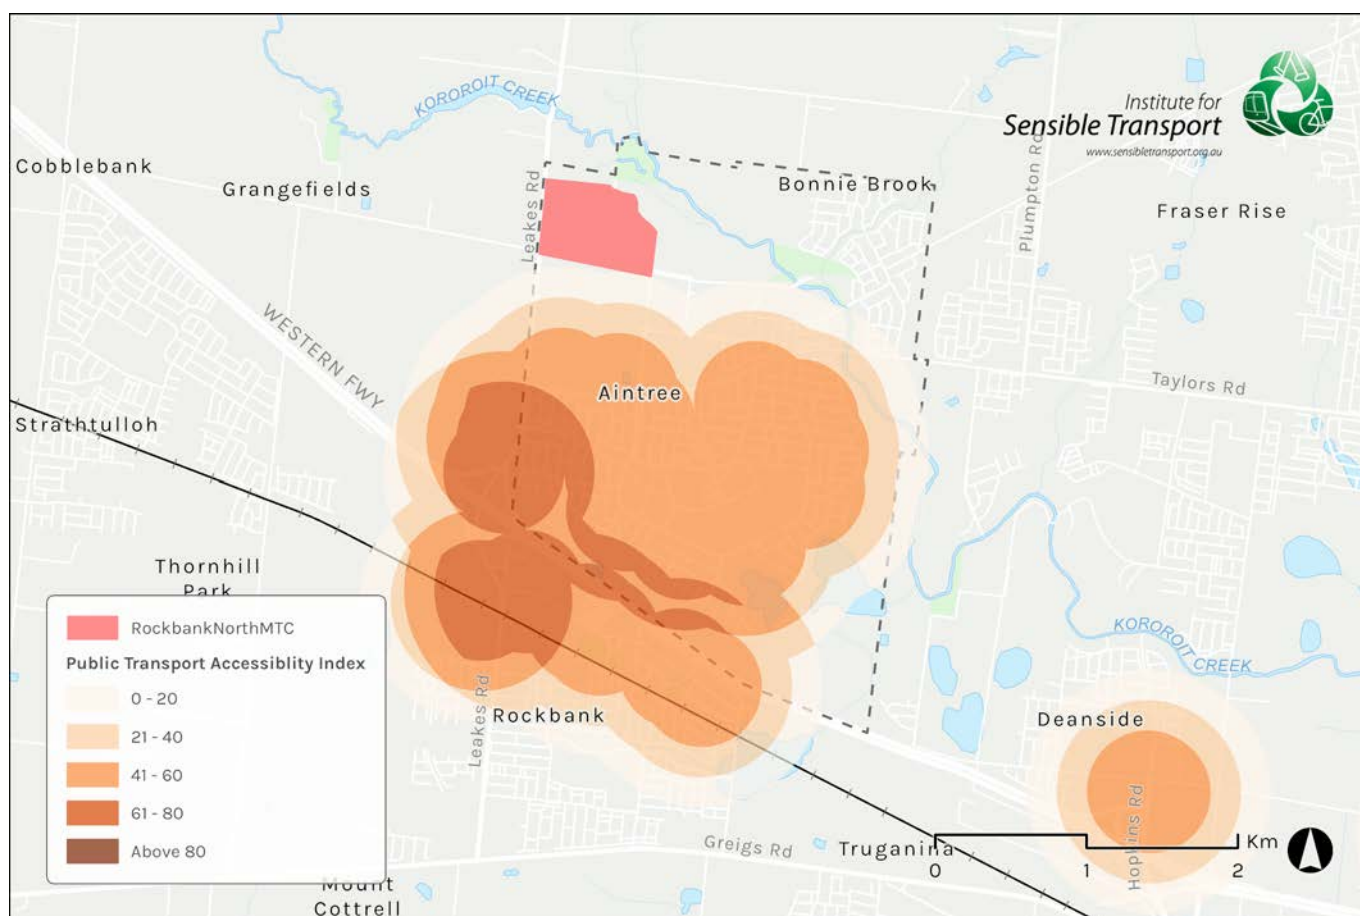 KOROROIT CREEK
Institute for
Sensible Transport
www.sensibletransport.org.au
Cobblebank
Grangefields
Leakes Rd
Bonnie Brook
Plumpton Rd
Fraser Rise
WESTERN FWY
Aintree
Taylors Rd
Strathtulloh
Thornhill
Park
KOROROIT CREEK
RockbankNorthMTC
Public Transport Accessiblity Index
0 - 20
21 - 40
41 - 60
61 - 80
Above 80
Leakes Rd
Rockbank
Deanside
Hopkins Rd
Greigs Rd
Truganina
Km
0 1 2
Mount
Cottrell